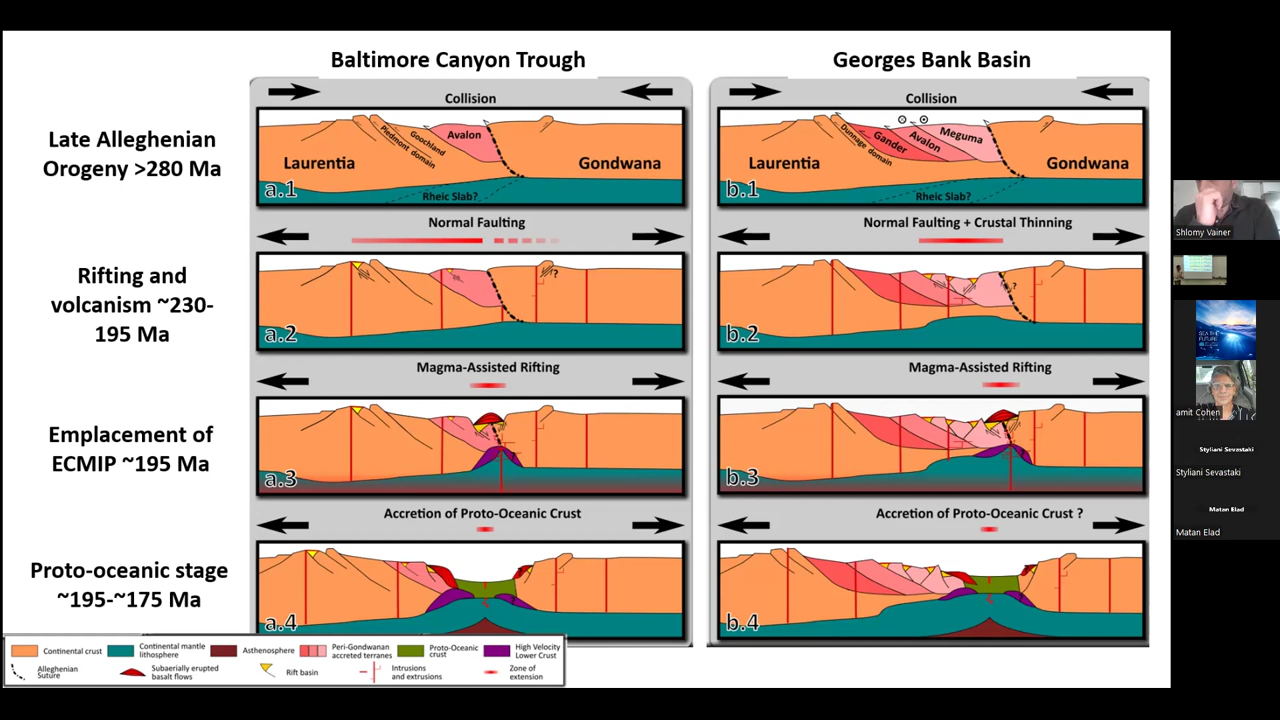 Baltimore Canyon Trough
Georges Bank Basin
Late Alleghenian
Orogeny >280 Ma
Collision
Laurentia
Piedmont domain
Goochland
Avalon
Gondwana
Rheic Slab?
a.1
Collision
Laurentia
Dunnage domain
Gander
Avalon
Meguma
Gondwana
Rheic Slab?
b.1
Rifting and
volcanism ~230-
195 Ma
Normal Faulting
?
a.2
Normal Faulting + Crustal Thinning
?
b.2
Emplacement of
ECMIP ~195 Ma
Magma-Assisted Rifting
a.3
Magma-Assisted Rifting
b.3
Proto-oceanic stage
~195-~175 Ma
Accretion of Proto-Oceanic Crust
a.4
Accretion of Proto-Oceanic Crust ?
b.4
Continental crust
Continental mantle
lithosphere
Asthenosphere
Peri-Gondwanan
accreted terranes
Proto-Oceanic
crust
High Velocity
Lower Crust
Alleghenian
Suture
Subaerially erupted
basalt flows
Rift basin
Intrusions
and extrusions
Zone of
extension
Shlomy Vainer
SEA THE
FUTURE
amit Cohen
Styliani Sevastaki
Styliani Sevastaki
Matan Elad
Matan Elad